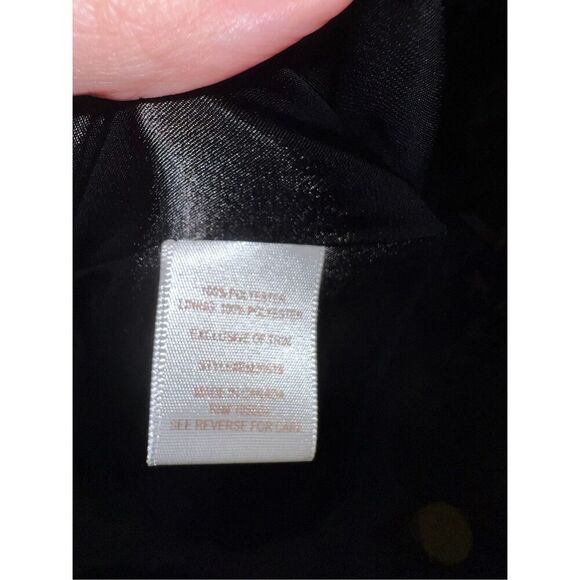 100% POLYESTER
LINING 100% POLYESTER
EXCLUSIVE OF TRIM
MADE IN CANADA
SEE REVERSE FOR CARE